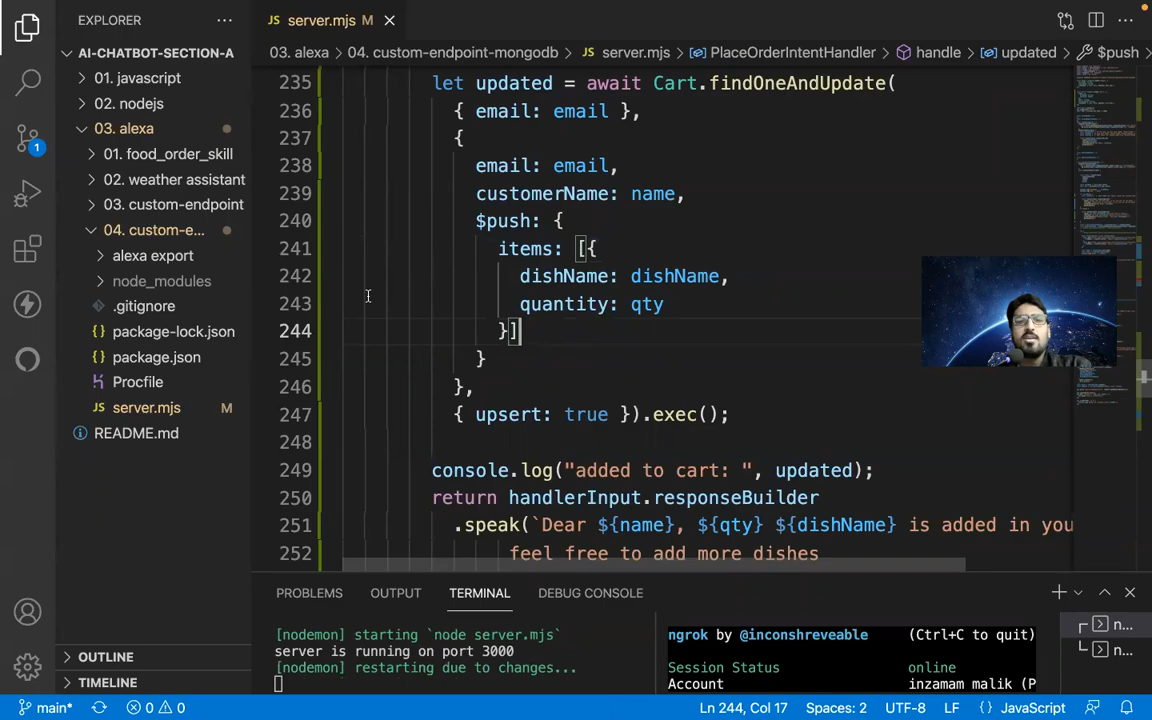 EXPLORER
AI-CHATBOT-SECTION-A
01. javascript
02. nodejs
03. alexa
01. food_order_skill
02. weather assistant
03. custom-endpoint
04. custom-e...
alexa export
node_modules
.gitignore
{} package-lock.json
{} package.json
Procfile
JS server.mjs M
README.md
OUTLINE
TIMELINE
JS server.mjs M
03. alexa > 04. custom-endpoint-mongodb > JS server.mjs > PlaceOrderIntentHandler > handle > updated > $push
235 let updated = await Cart.findOneAndUpdate(
236 { email: email },
237 {
238 email: email,
239 customerName: name,
240 $push: {
241 items: [{
242 dishName: dishName,
243 quantity: qty
244 }]
245 }
246 },
247 { upsert: true }).exec();
248
249 console.log("added to cart: ", updated);
250 return handlerInput.responseBuilder
251 .speak(`Dear ${name}, ${qty} ${dishName} is added in you
252 feel free to add more dishes
PROBLEMS OUTPUT TERMINAL DEBUG CONSOLE
[nodemon] starting `node server.mjs`
server is running on port 3000
[nodemon] restarting due to changes...
ngrok by @inconshreveable (Ctrl+C to quit)
Session Status online
Account inzamam malik (P
n...
n...
1
main* 0 0 Ln 244, Col 17 Spaces: 2 UTF-8 LF {} JavaScript